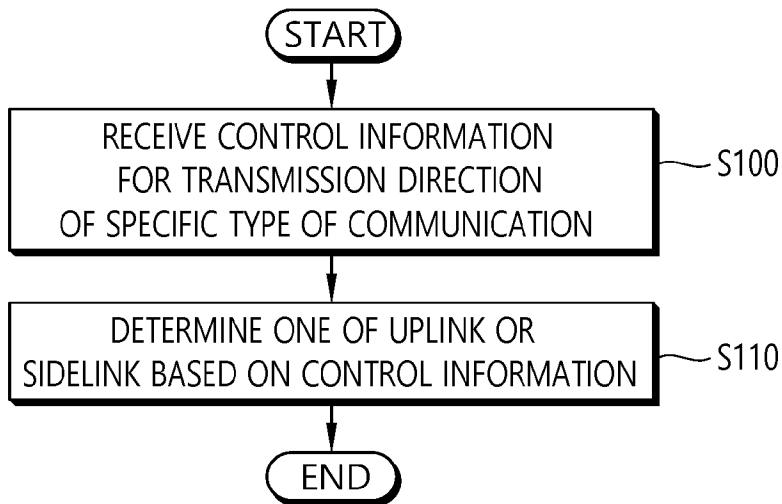 START
RECEIVE CONTROL INFORMATION
FOR TRANSMISSION DIRECTION
OF SPECIFIC TYPE OF COMMUNICATION
S100
DETERMINE ONE OF UPLINK OR
SIDELINK BASED ON CONTROL INFORMATION
S110
END